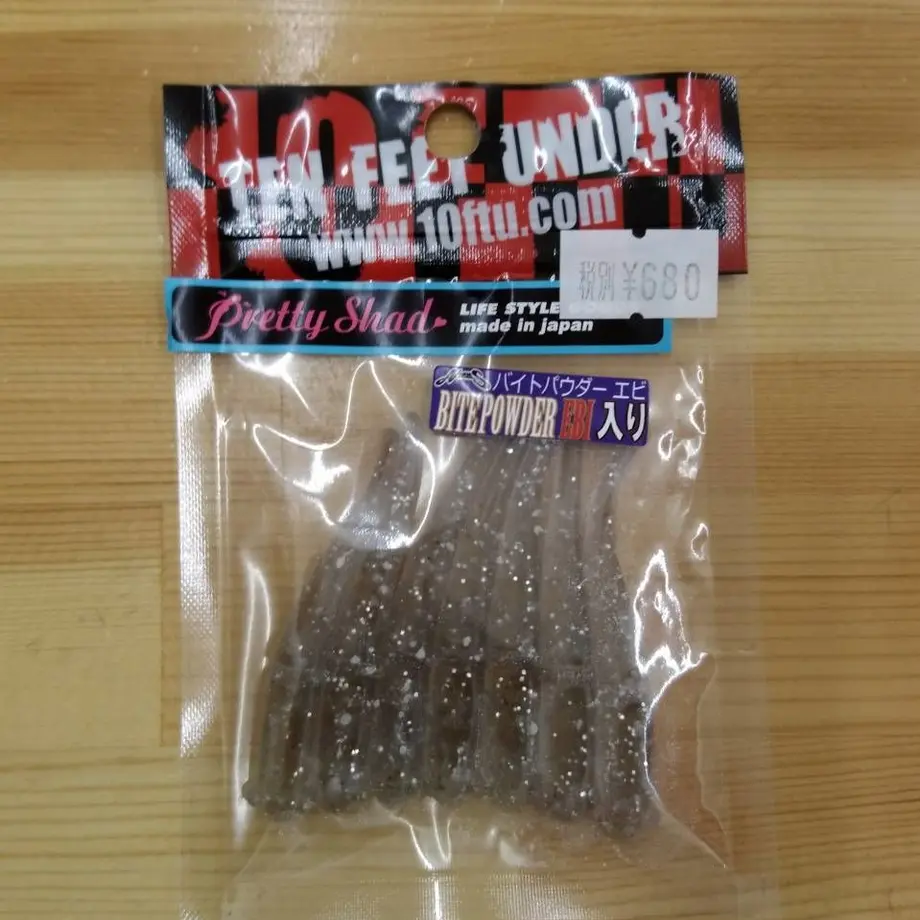 TEN FEET UNDER
www.10ftu.com
税別 ¥680
Pretty Shad
LIFE STYLE
made in japan
バイトパウダー エビ
BITEPOWDER EBI 入り